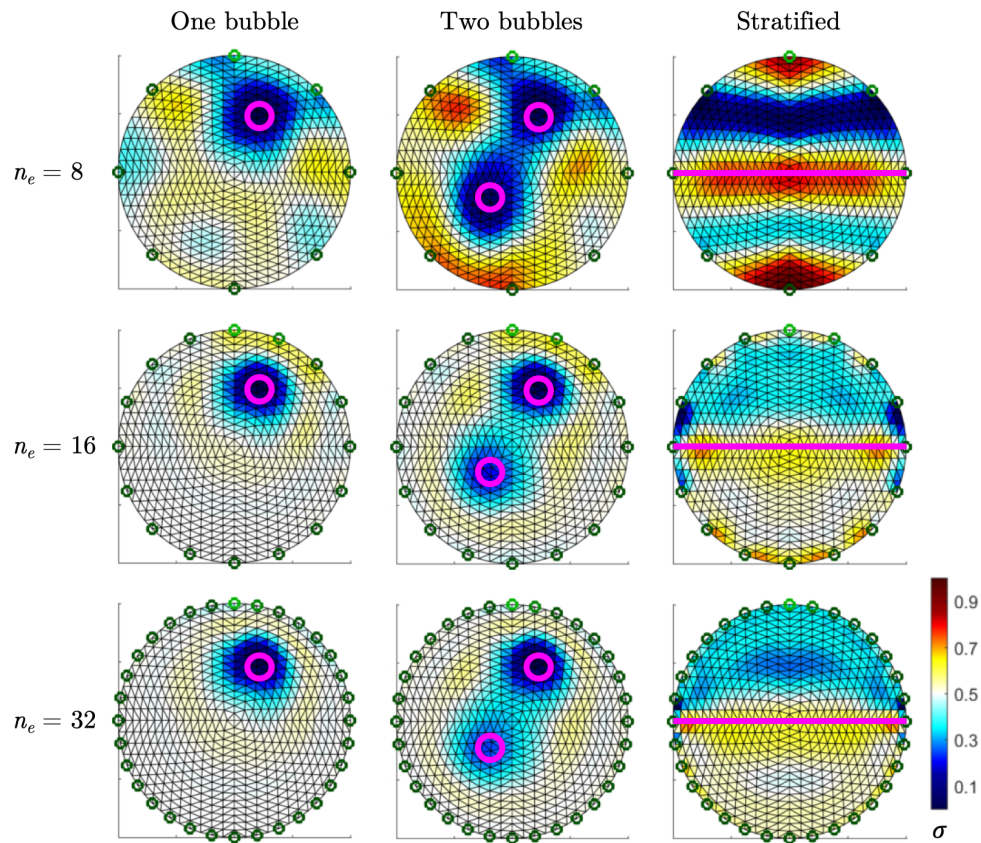 One bubble Two bubbles Stratified
n_e = 8
n_e = 16
n_e = 32
0.9
0.7
0.5
0.3
0.1
σ